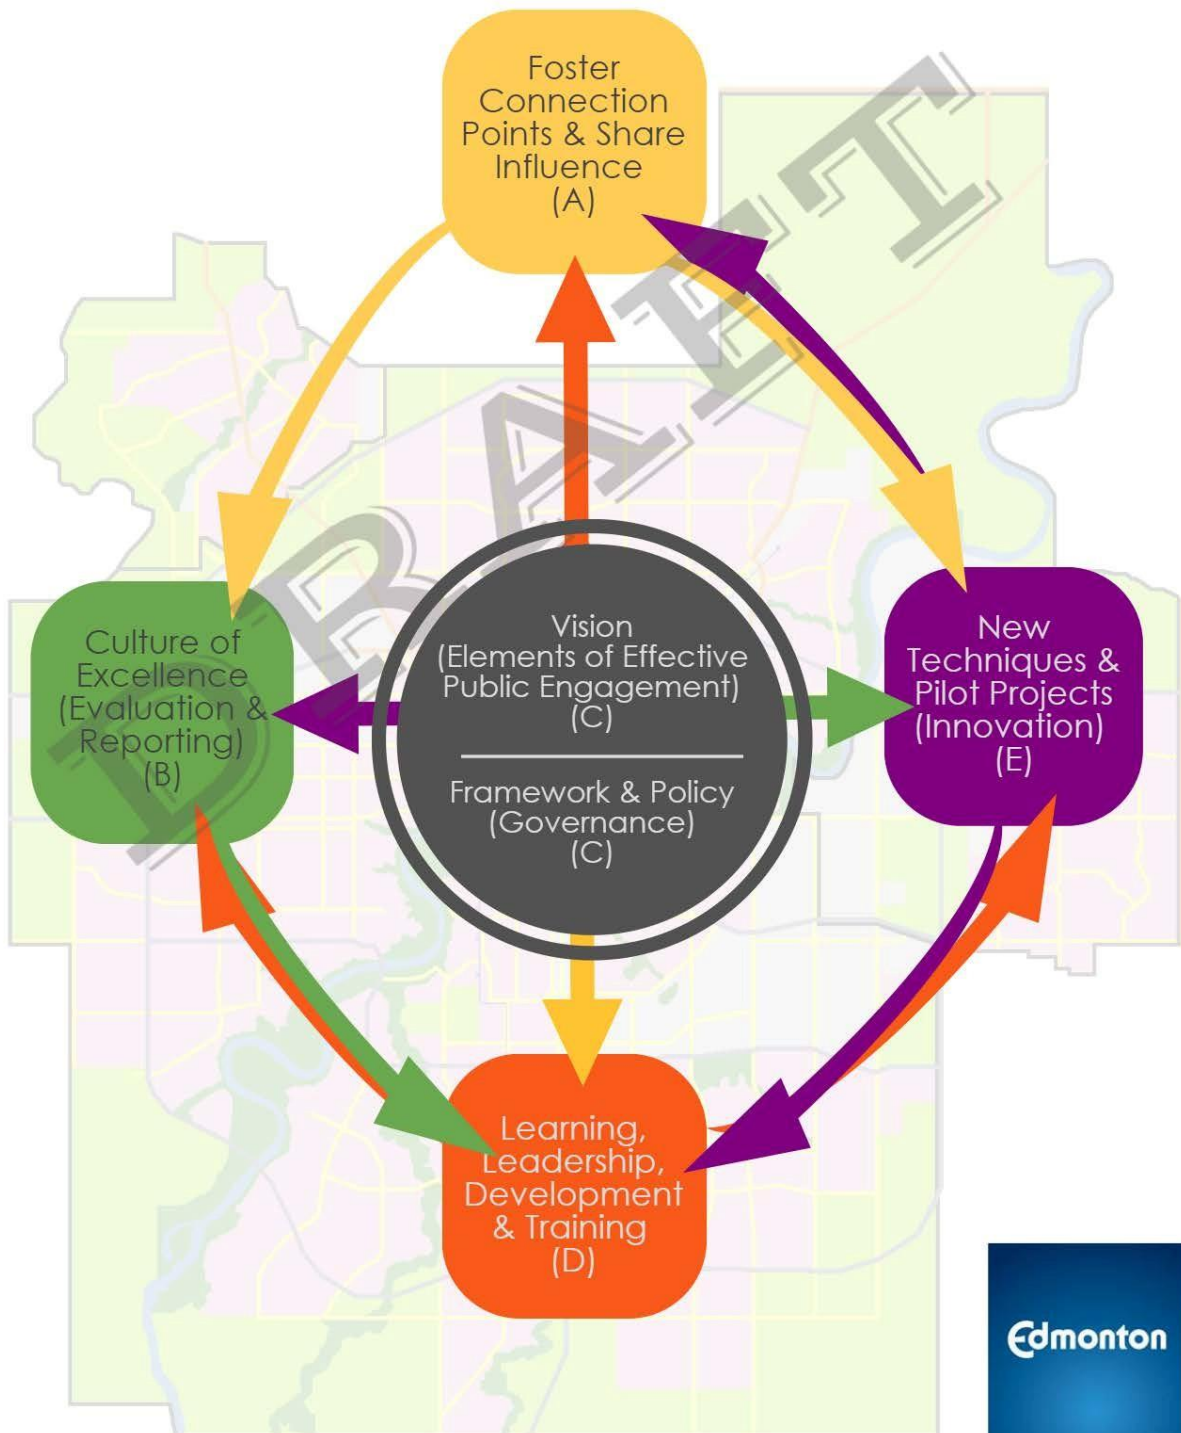 Foster
Connection
Points & Share
Influence
(A)
DRAFT
Culture of
Excellence
(Evaluation &
Reporting)
(B)
Vision
(Elements of Effective
Public Engagement)
(C)
Framework & Policy
(Governance)
(C)
New
Techniques &
Pilot Projects
(Innovation)
(E)
Learning,
Leadership,
Development
& Training
(D)
Edmonton